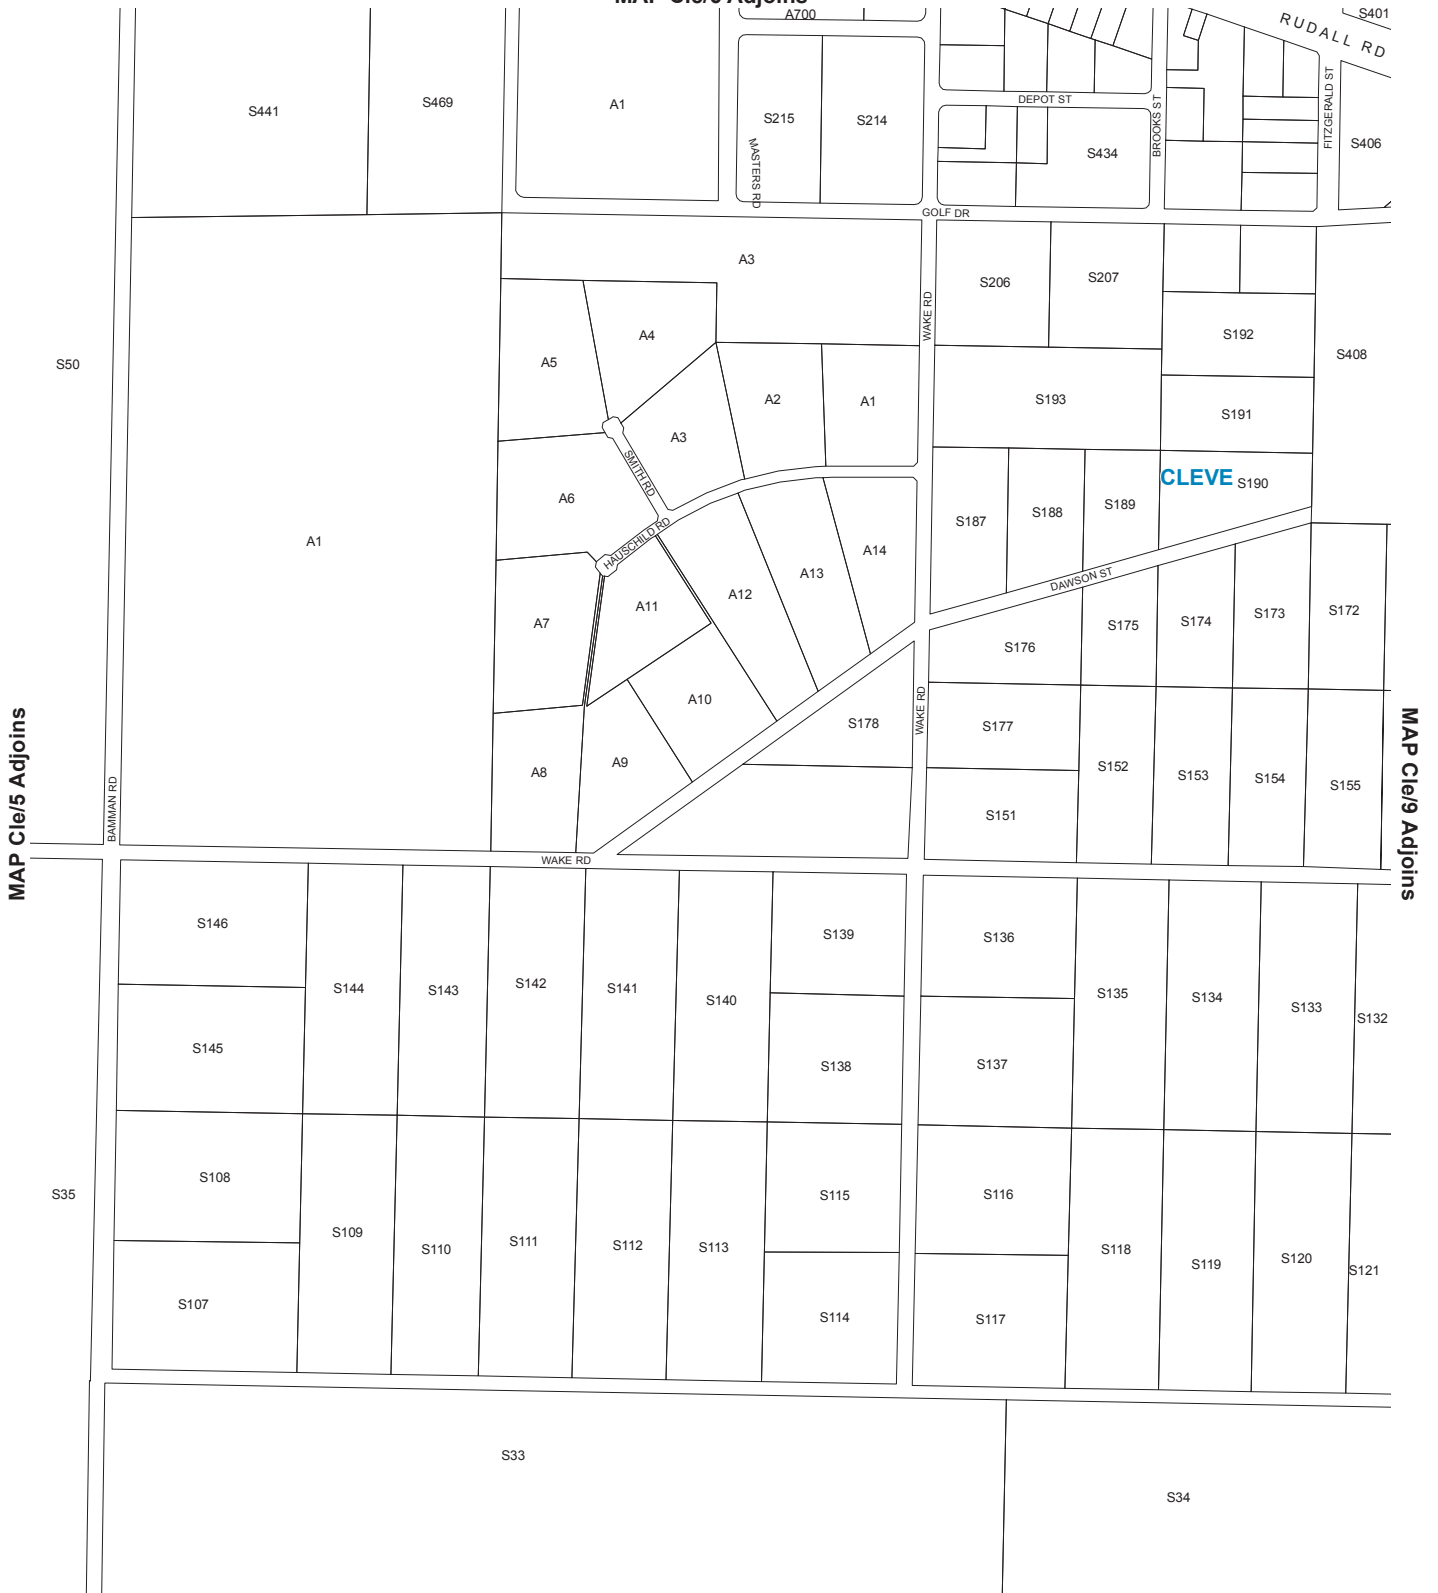 A700
S401
RUDALL RD
S441
S469
A1
S215
S214
DEPOT ST
BROOKS ST
FITZGERALD ST
S434
S406
MASTERS RD
GOLF DR
A3
S206
S207
WAKE RD
S192
S50
A5
A4
S408
A2
A1
S193
S191
A3
SMITH RD
CLEVE
S190
A6
S187
S188
S189
A1
HAUSCHILD RD
A14
A13
DAWSON ST
A12
A11
A7
S176
S175
S174
S173
S172
A10
WAKE RD
S178
S177
MAP Cle/5 Adjoins
MAP Cle/9 Adjoins
A8
A9
S152
S153
S154
S155
BAMMAN RD
S151
WAKE RD
S146
S139
S136
S144
S143
S142
S141
S140
S135
S134
S133
S132
S145
S138
S137
S108
S35
S115
S116
S109
S110
S111
S112
S113
S118
S119
S120
S121
S107
S114
S117
S33
S34